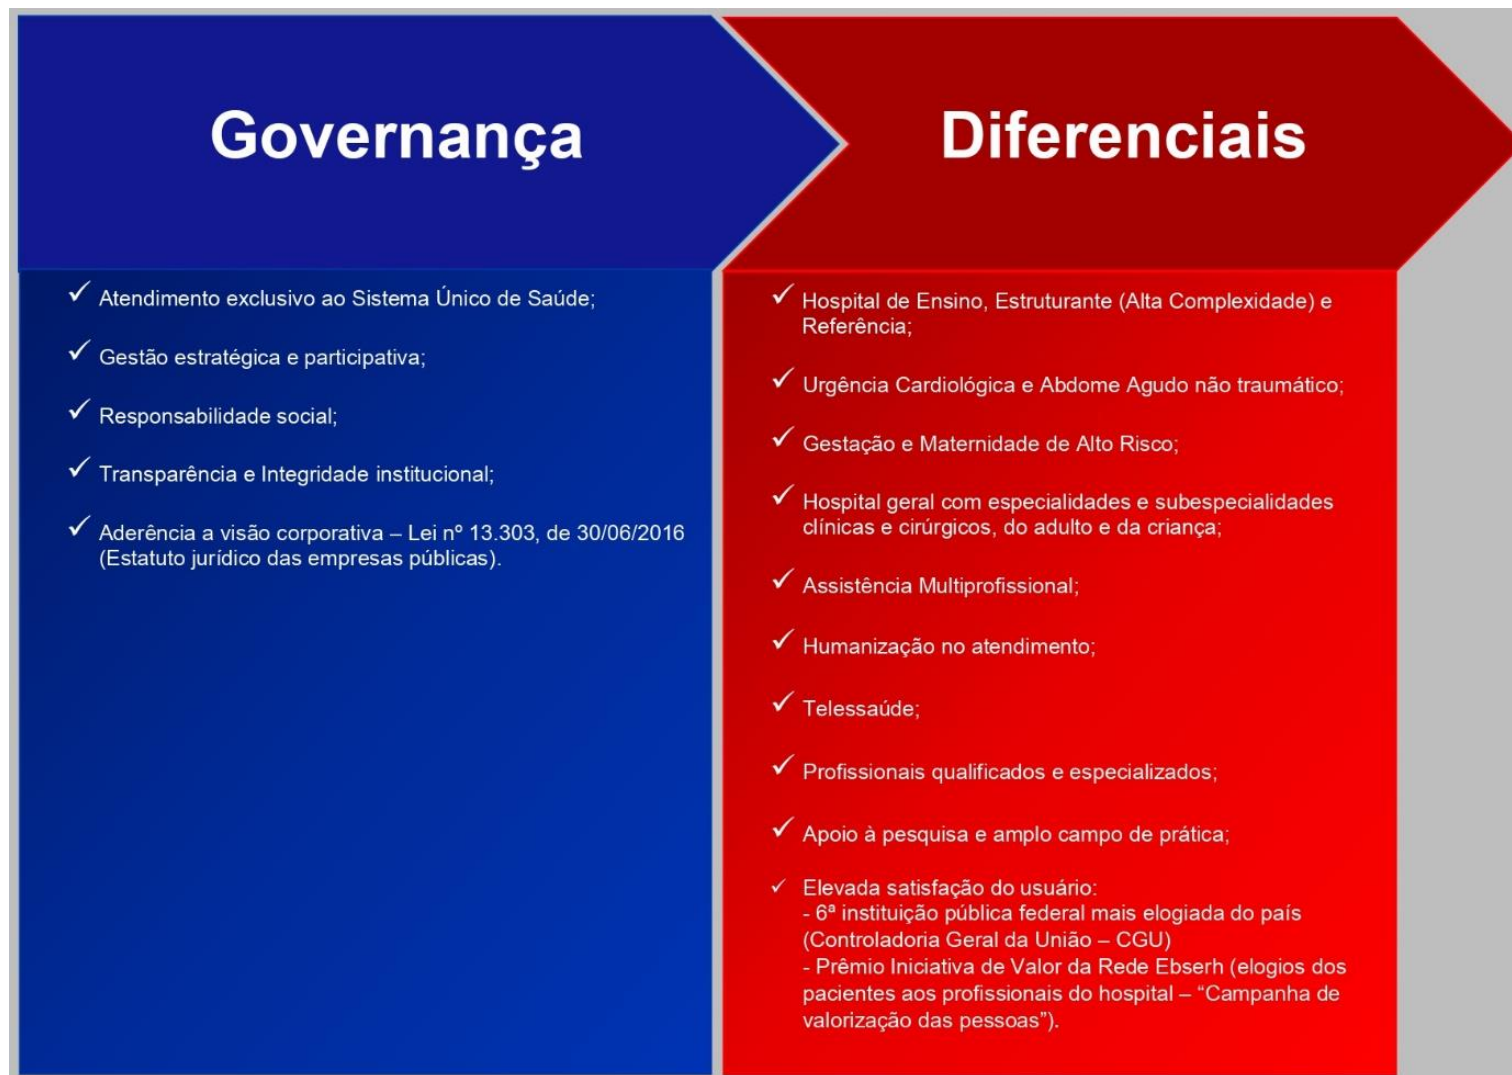 Governança
✓ Atendimento exclusivo ao Sistema Único de Saúde;
✓ Gestão estratégica e participativa;
✓ Responsabilidade social;
✓ Transparência e Integridade institucional;
✓ Aderência a visão corporativa – Lei nº 13.303, de 30/06/2016
(Estatuto jurídico das empresas públicas).
Diferenciais
✓ Hospital de Ensino, Estruturante (Alta Complexidade) e
Referência;
✓ Urgência Cardiológica e Abdome Agudo não traumático;
✓ Gestação e Maternidade de Alto Risco;
✓ Hospital geral com especialidades e subespecialidades
clínicas e cirúrgicos, do adulto e da criança;
✓ Assistência Multiprofissional;
✓ Humanização no atendimento;
✓ Telessaúde;
✓ Profissionais qualificados e especializados;
✓ Apoio à pesquisa e amplo campo de prática;
✓ Elevada satisfação do usuário:
- 6ª instituição pública federal mais elogiada do país
(Controladoria Geral da União – CGU)
- Prêmio Iniciativa de Valor da Rede Ebserh (elogios dos
pacientes aos profissionais do hospital – “Campanha de
valorização das pessoas”).